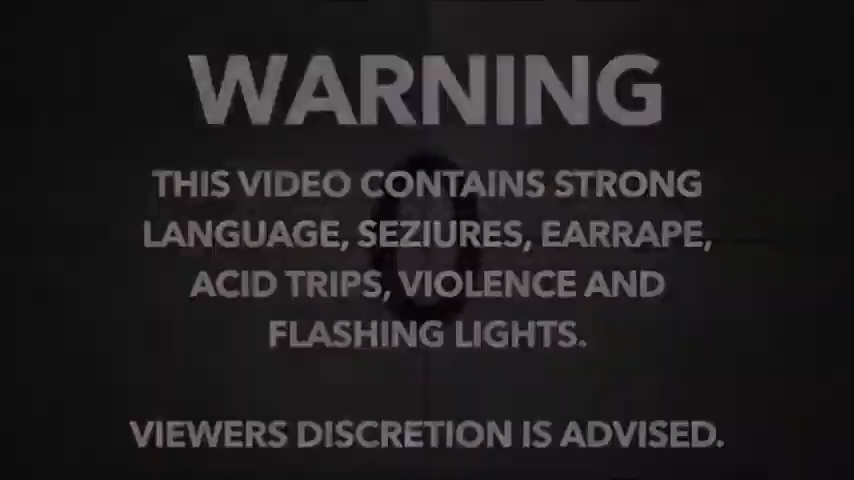 WARNING
THIS VIDEO CONTAINS STRONG
LANGUAGE, SEZIURES, EARRAPE,
ACID TRIPS, VIOLENCE AND
FLASHING LIGHTS.
VIEWERS DISCRETION IS ADVISED.